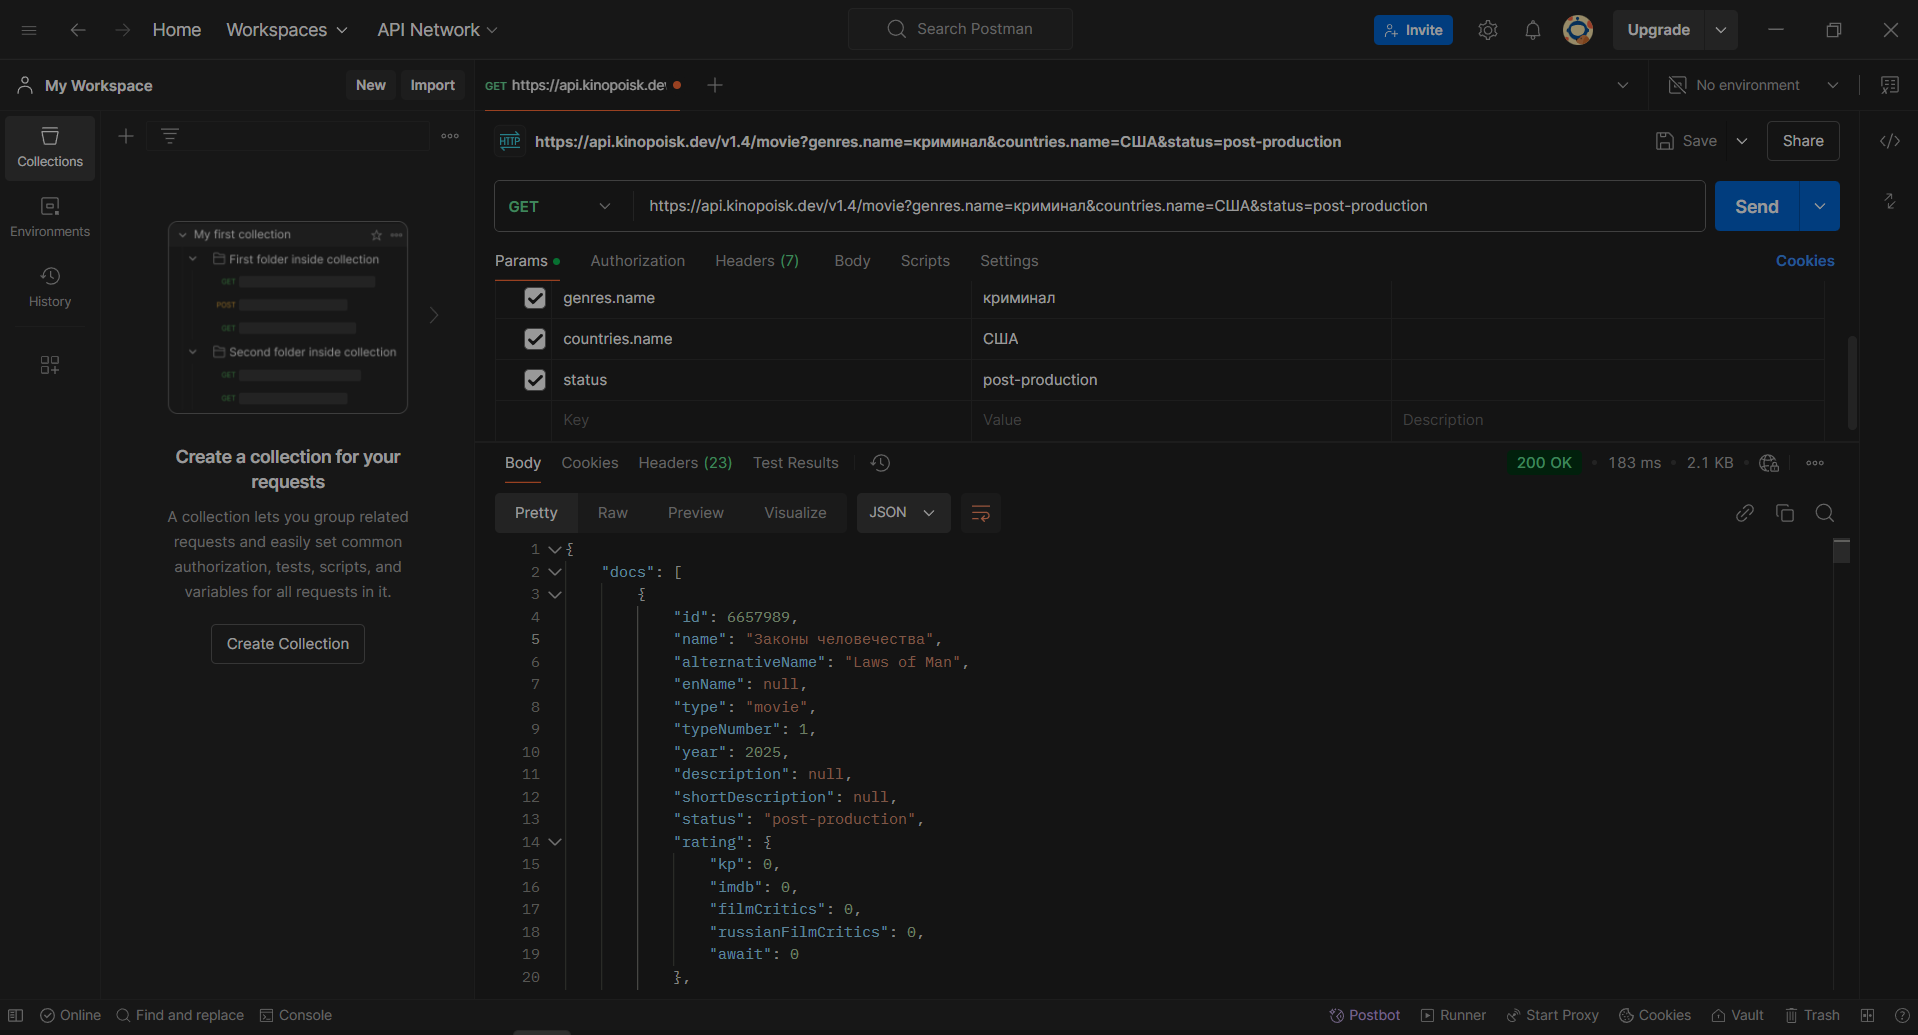 Home Workspaces API Network Search Postman Invite Upgrade
My Workspace New Import GET https://api.kinopoisk.de No environment
Collections
Environments
History
My first collection
First folder inside collection
GET
POST
GET
Second folder inside collection
GET
GET
Create a collection for your
requests
A collection lets you group related
requests and easily set common
authorization, tests, scripts, and
variables for all requests in it.
Create Collection
HTTP https://api.kinopoisk.dev/v1.4/movie?genres.name=криминал&countries.name=США&status=post-production Save Share
GET https://api.kinopoisk.dev/v1.4/movie?genres.name=криминал&countries.name=США&status=post-production Send
Params Authorization Headers (7) Body Scripts Settings Cookies
genres.name криминал
countries.name США
status post-production
Key Value Description
Body Cookies Headers (23) Test Results 200 OK 183 ms 2.1 KB
Pretty Raw Preview Visualize JSON
1 {
2 "docs": [
3 {
4 "id": 6657989,
5 "name": "Законы человечества",
6 "alternativeName": "Laws of Man",
7 "enName": null,
8 "type": "movie",
9 "typeNumber": 1,
10 "year": 2025,
11 "description": null,
12 "shortDescription": null,
13 "status": "post-production",
14 "rating": {
15 "kp": 0,
16 "imdb": 0,
17 "filmCritics": 0,
18 "russianFilmCritics": 0,
19 "await": 0
20 },
Online Find and replace Console Postbot Runner Start Proxy Cookies Vault Trash